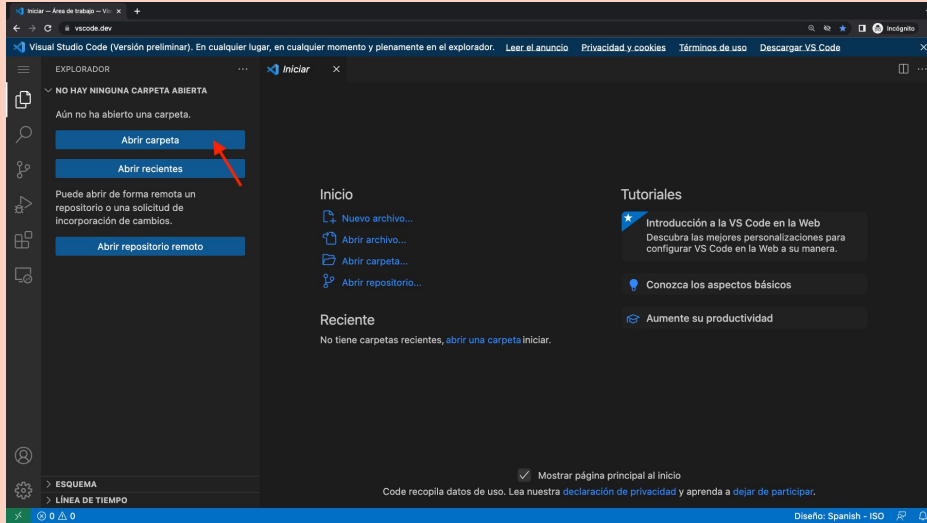 Iniciar — Área de trabajo — Vis
vscode.dev
Incógnito
Visual Studio Code (Versión preliminar). En cualquier lugar, en cualquier momento y plenamente en el explorador. Leer el anuncio Privacidad y cookies Términos de uso Descargar VS Code
EXPLORADOR
Iniciar
NO HAY NINGUNA CARPETA ABIERTA
Aún no ha abierto una carpeta.
Abrir carpeta
Abrir recientes
Puede abrir de forma remota un
repositorio o una solicitud de
incorporación de cambios.
Abrir repositorio remoto
Inicio
Nuevo archivo...
Abrir archivo...
Abrir carpeta...
Abrir repositorio...
Reciente
No tiene carpetas recientes, abrir una carpeta iniciar.
Tutoriales
Introducción a la VS Code en la Web
Descubra las mejores personalizaciones para
configurar VS Code en la Web a su manera.
Conozca los aspectos básicos
Aumente su productividad
Mostrar página principal al inicio
Code recopila datos de uso. Lea nuestra declaración de privacidad y aprenda a dejar de participar.
ESQUEMA
LÍNEA DE TIEMPO
0 0
Diseño: Spanish - ISO